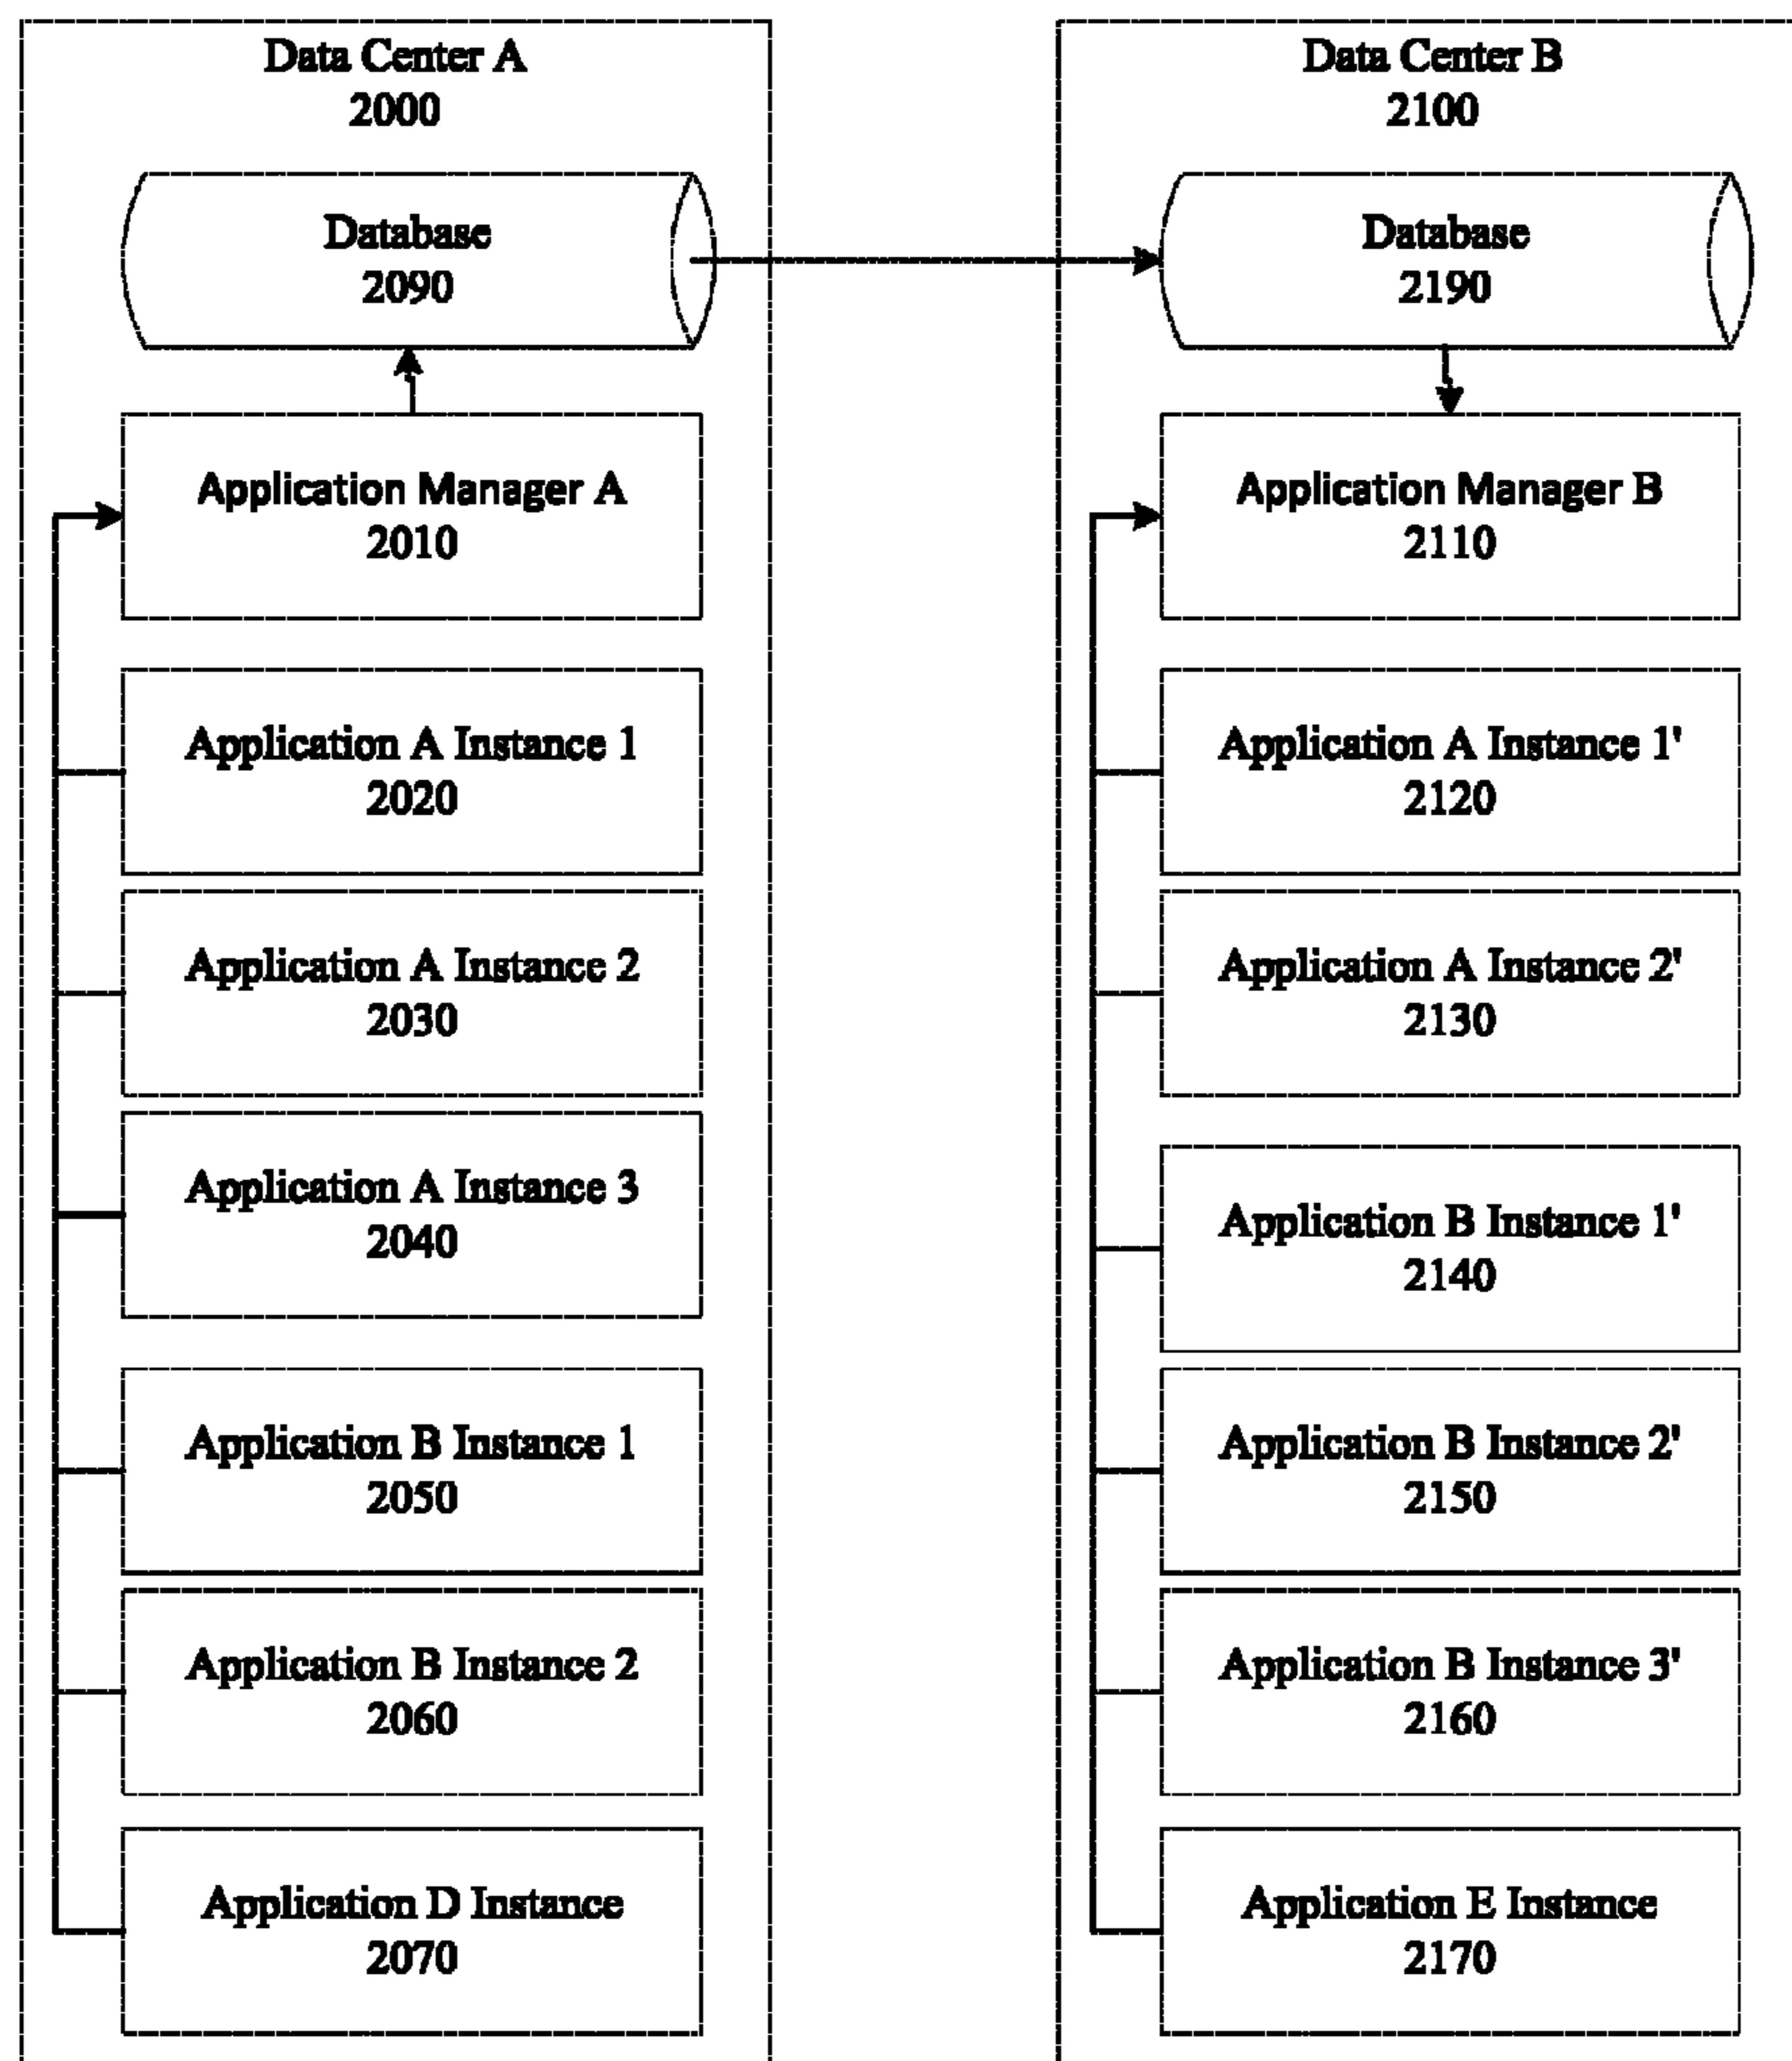 Data Center A
2000
Database
2090
Application Manager A
2010
Application A Instance 1
2020
Application A Instance 2
2030
Application A Instance 3
2040
Application B Instance 1
2050
Application B Instance 2
2060
Application D Instance
2070
Data Center B
2100
Database
2190
Application Manager B
2110
Application A Instance 1'
2120
Application A Instance 2'
2130
Application B Instance 1'
2140
Application B Instance 2'
2150
Application B Instance 3'
2160
Application E Instance
2170